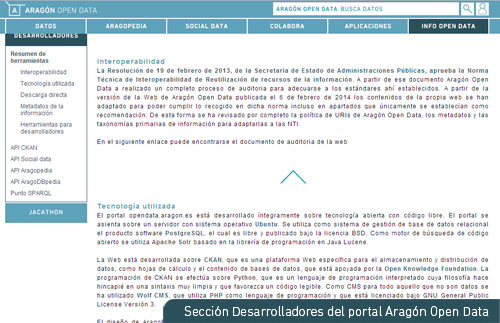 ARAGÓN OPEN DATA
ARAGÓN OPEN DATA BUSCA DATOS
DATOS ARAGOPEDIA SOCIAL DATA COLABORA APLICACIONES INFO OPEN DATA
DESARROLLADORES
Resumen de
herramientas
Interoperabilidad
Tecnología utilizada
Descarga directa
Metadatos de la
información
Herramientas para
desarrolladores
API CKAN
API Social data
API Aragopedia
API AragoDBpedia
Punto SPARQL
JACATHON
Interoperabilidad
La Resolución de 19 de febrero de 2013, de la Secretaria de Estado de Administraciones Públicas, aprueba la Norma
Técnica de Interoperabilidad de Reutilización de recursos de la información. A partir de ese documento Aragón Open
Data a realizado un completo proceso de auditoria para adecuarse a los estándares ahí establecidos. A partir de la
versión de la Web de Aragón Open Data publicada el 6 de febrero de 2014 los contenidos de la propia web se han
adaptado para poder cumplir lo recogido en dicha norma incluso en apartados que únicamente se establecían como
recomendación. De esta forma se ha revisado por completo la política de URIs de Aragón Open Data, los metadatos y las
taxonomías primarias de información para adaptarlas a las NTI.
En el siguiente enlace puede encontrarse el documento de auditoria de la web
Tecnología utilizada
El portal opendata.aragon.es está desarrollado íntegramente sobre tecnología abierta con código libre. El portal se
asienta sobre un servidor con sistema operativo Ubuntu. Se utiliza como sistema de gestión de base de datos relacional
el producto software PostgreSQL, el cual es libre y publicado bajo la licencia BSD. Como motor de búsqueda de código
abierto se utiliza Apache Solr basado en la librería de programación en Java Lucene.
La Web está desarrollada sobre CKAN, que es una plataforma Web específica para el almacenamiento y distribución de
datos, como hojas de cálculo y el contenido de bases de datos, que está apoyada por la Open Knowledge Foundation. La
programación de CKAN se efectúa sobre Python, que es un lenguaje de programación interpretado cuya filosofía hace
hincapié en una sintaxis muy limpia y que favorezca un código legible. Como CMS para todo aquello que no son datos se
ha utilizado Wolf CMS, que utiliza PHP como lenguaje de programación y que está licenciado bajo GNU General Public
License Versión 3.
El diseño de Aragón
Sección Desarrolladores del portal Aragón Open Data